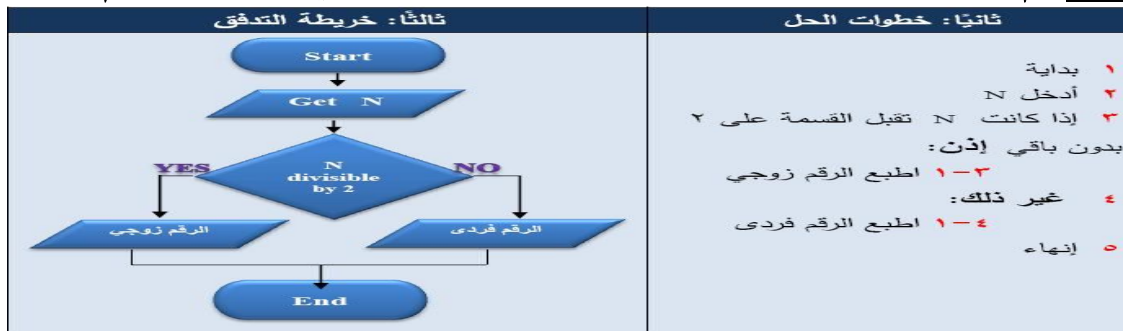 ثانيًا: خطوات الحل
١ بداية
٢ أدخل N
٣ إذا كانت N تقبل القسمة على ٢
بدون باقي إذن:
٣–١ اطبع الرقم زوجي
٤ غير ذلك:
٤–١ اطبع الرقم فردى
٥ إنهاء
ثالثًا: خريطة التدفق
Start
Get N
YES
N
divisible
by 2
NO
الرقم زوجي
الرقم فردى
End